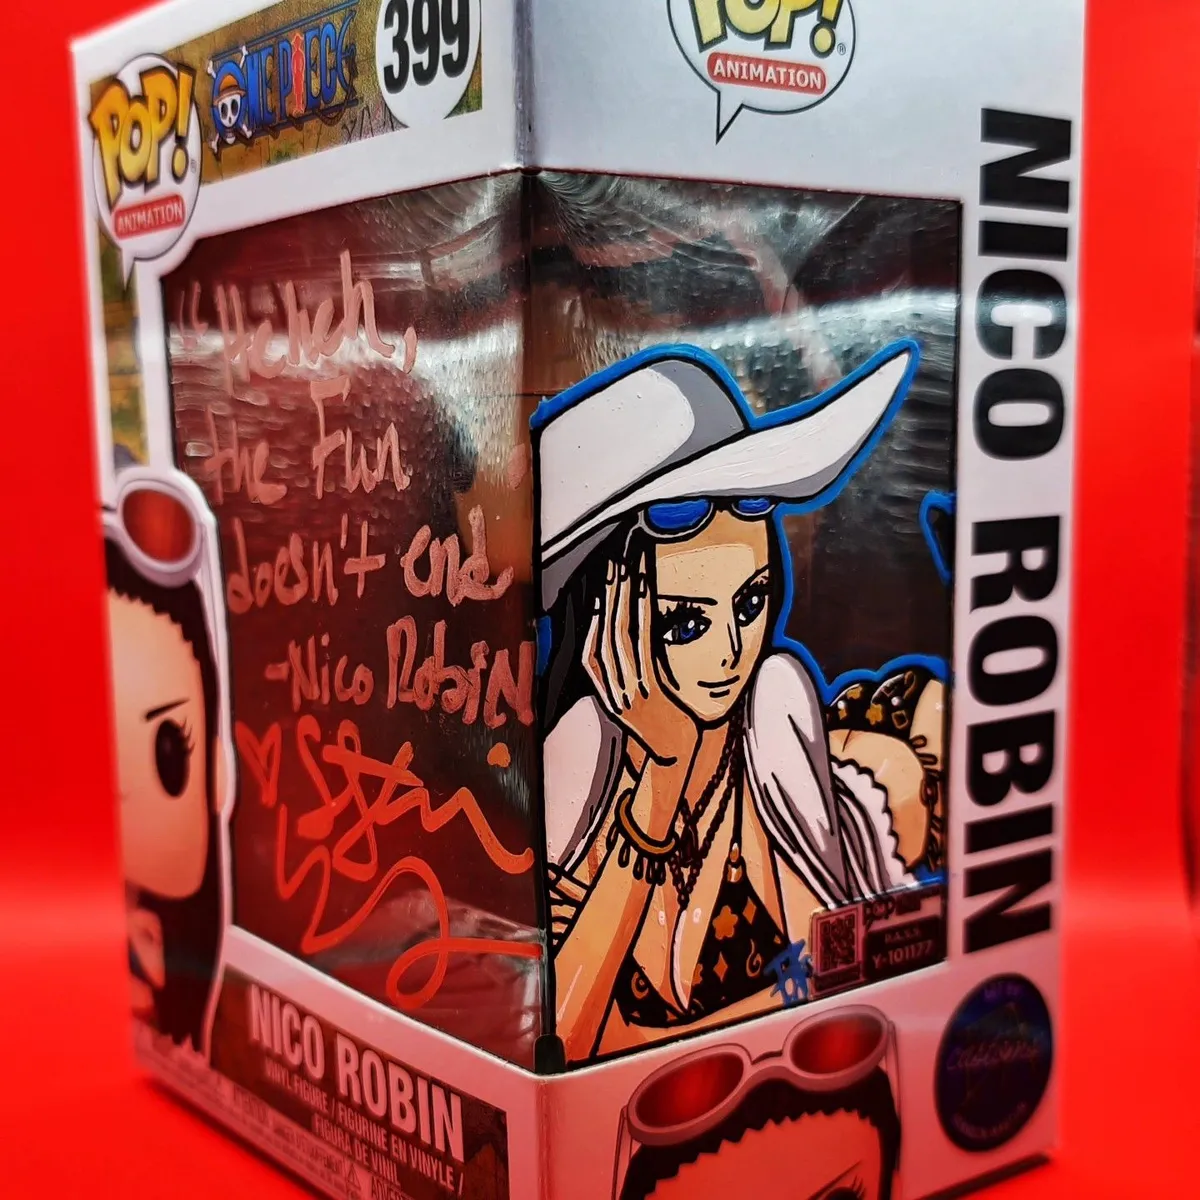 POP!
ANIMATION
ONE PIECE
399
"Heheh,
the Fun
doesn't end
-Nico Robin
NICO ROBIN
VINYL FIGURE / FIGURINE EN VINYLE /
FIGURA DE VINIL
POP!
ANIMATION
NICO ROBIN
P.A.S.S.
Y-101177